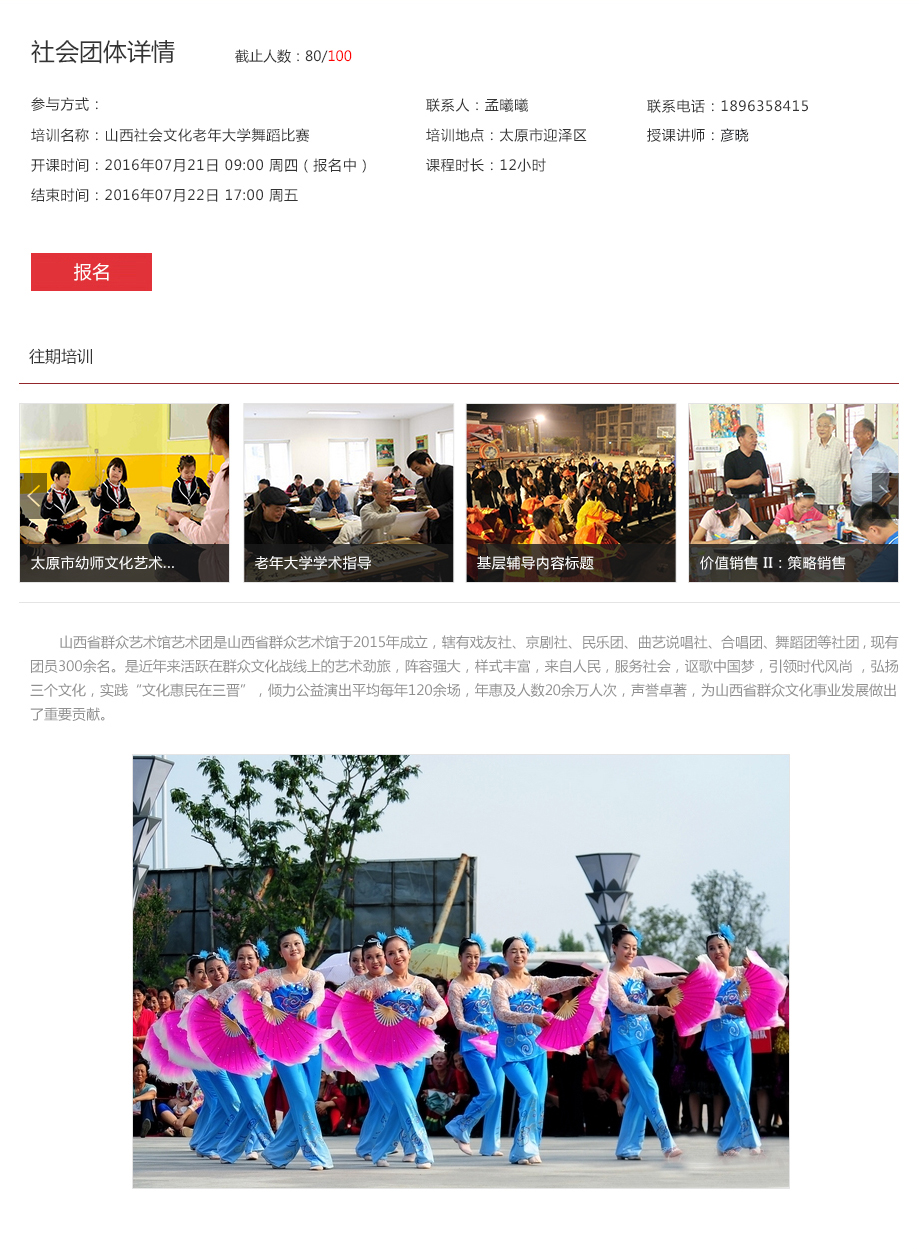 社会团体详情
截止人数：80/100
参与方式：
联系人：孟曦曦
联系电话：1896358415
培训名称：山西社会文化老年大学舞蹈比赛
培训地点：太原市迎泽区
授课讲师：彦晓
开课时间：2016年07月21日 09:00 周四（报名中）
课程时长：12小时
结束时间：2016年07月22日 17:00 周五
报名
往期培训
太原市幼师文化艺术...
老年大学学术指导
基层辅导内容标题
价值销售 II：策略销售
山西省群众艺术馆艺术团是山西省群众艺术馆于2015年成立，辖有戏友社、京剧社、民乐团、曲艺说唱社、合唱团、舞蹈团等社团，现有
团员300余名。是近年来活跃在群众文化战线上的艺术劲旅，阵容强大，样式丰富，来自人民，服务社会，讴歌中国梦，引领时代风尚 ，弘扬
三个文化，实践“文化惠民在三晋” ，倾力公益演出平均每年120余场，年惠及人数20余万人次，声誉卓著，为山西省群众文化事业发展做出
了重要贡献。